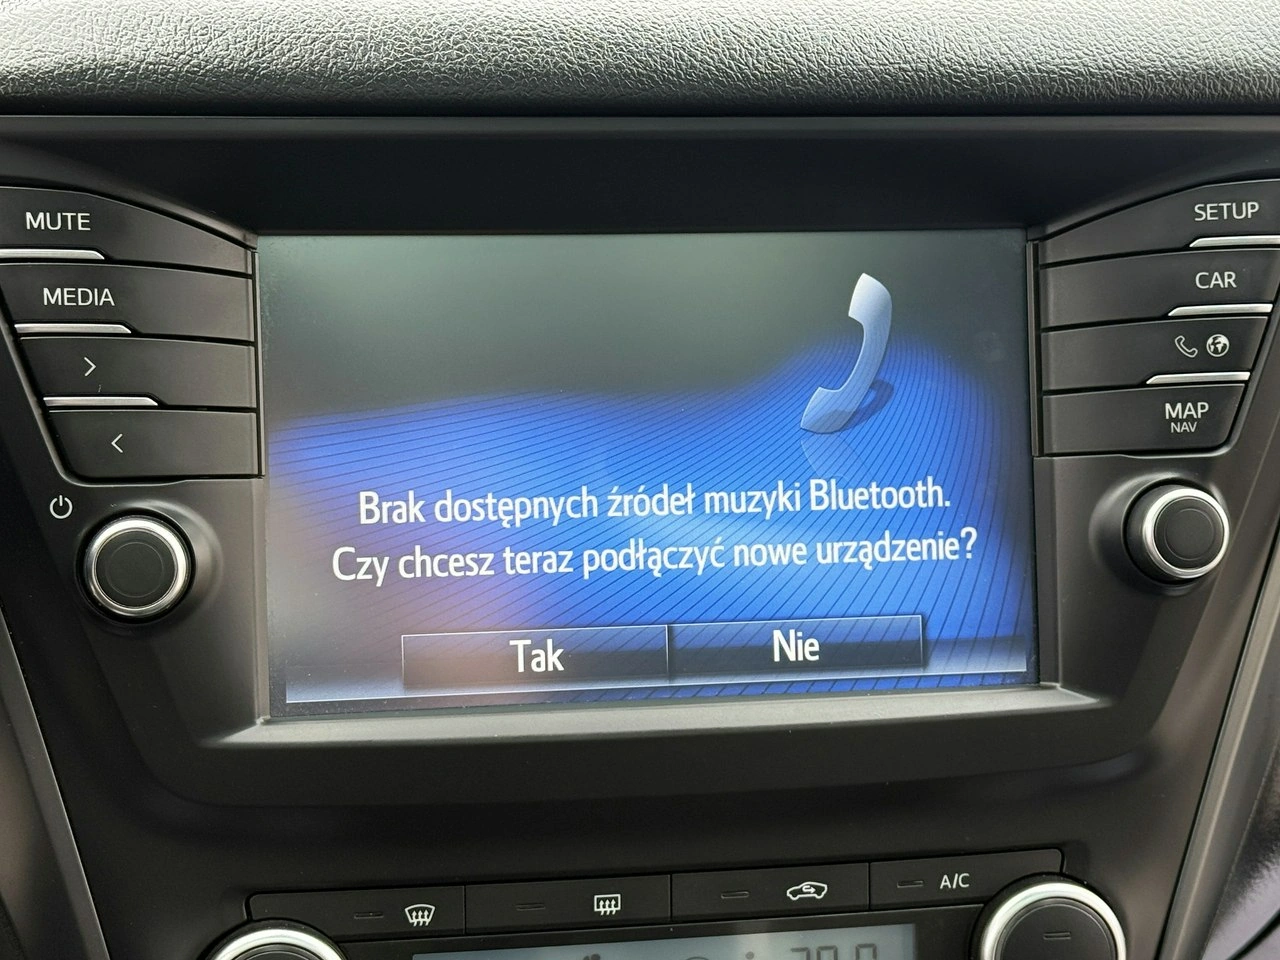 MUTE
MEDIA
SETUP
CAR
MAP
NAV
Brak dostępnych źródeł muzyki Bluetooth.
Czy chcesz teraz podłączyć nowe urządzenie?
Tak
Nie
A/C